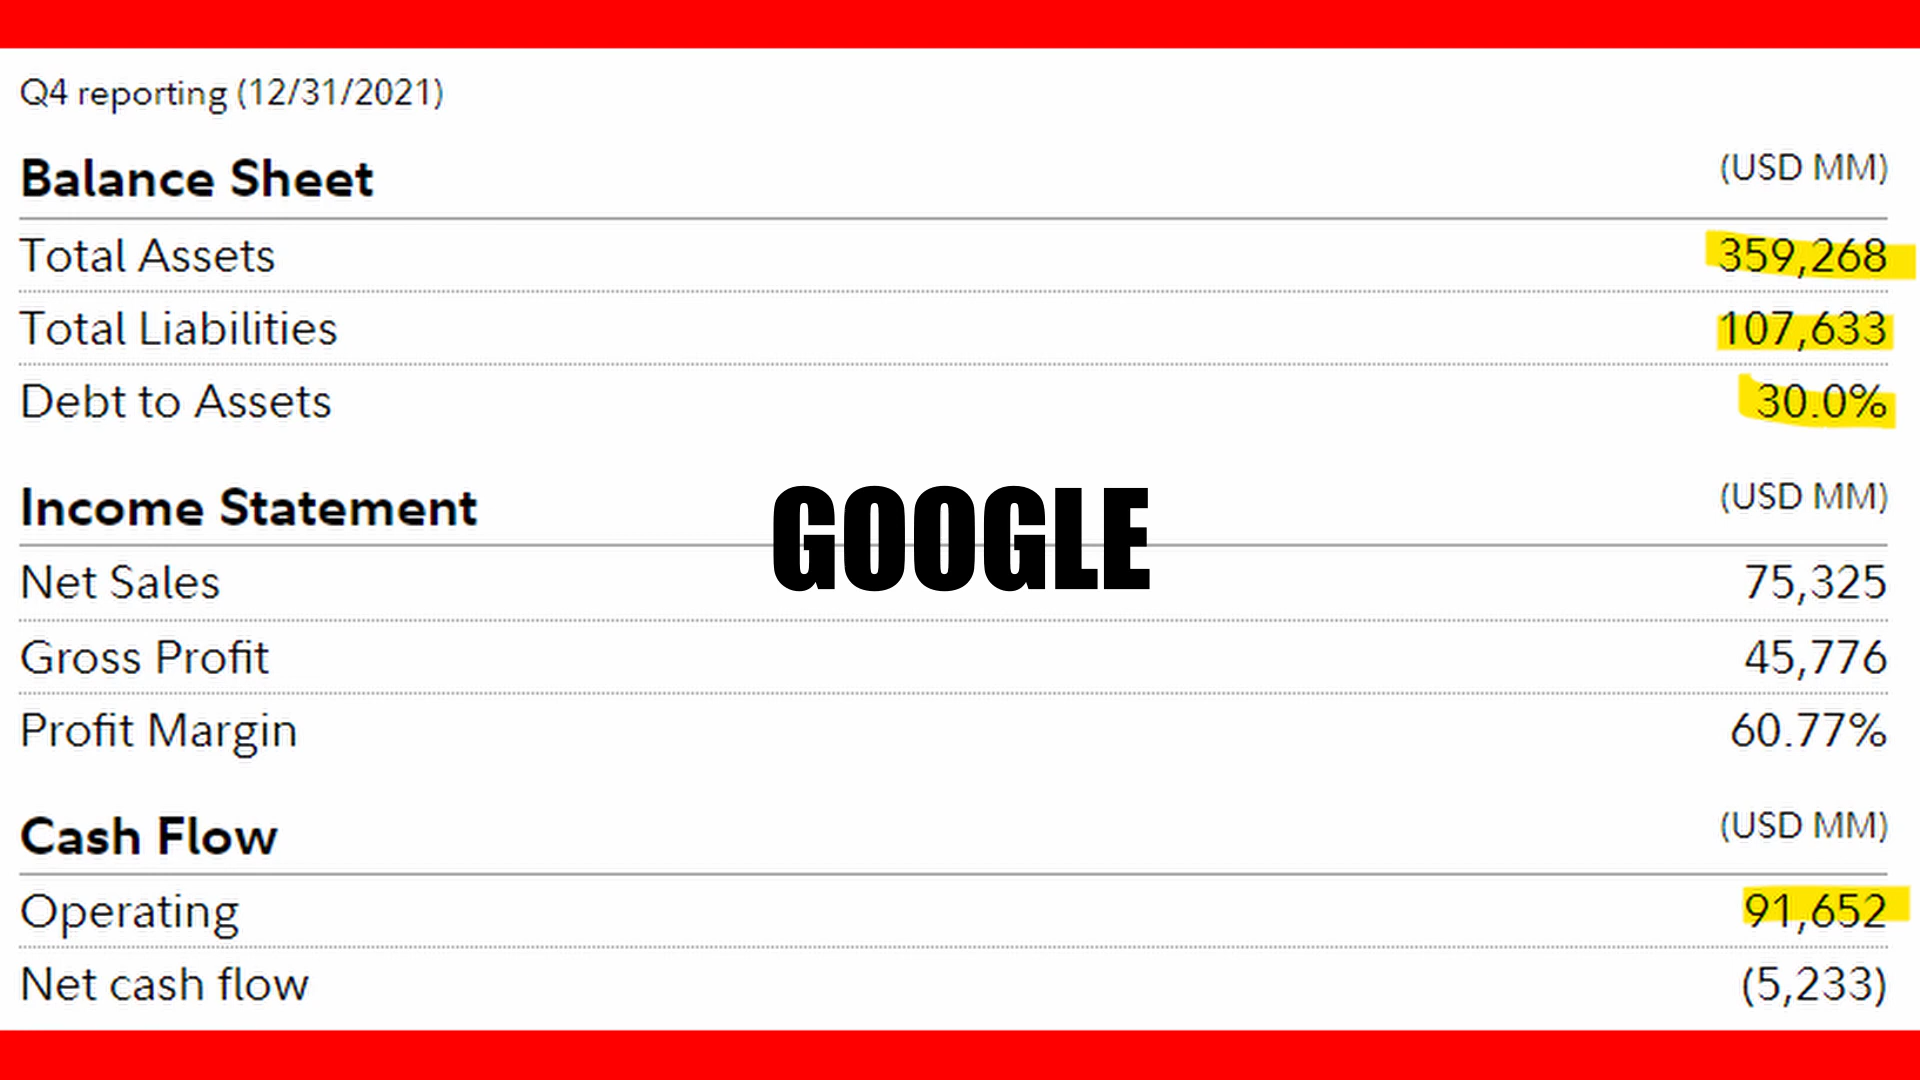 Q4 reporting (12/31/2021)
Balance Sheet (USD MM)
Total Assets 359,268
Total Liabilities 107,633
Debt to Assets 30.0%
Income Statement (USD MM)
GOOGLE
Net Sales 75,325
Gross Profit 45,776
Profit Margin 60.77%
Cash Flow (USD MM)
Operating 91,652
Net cash flow (5,233)